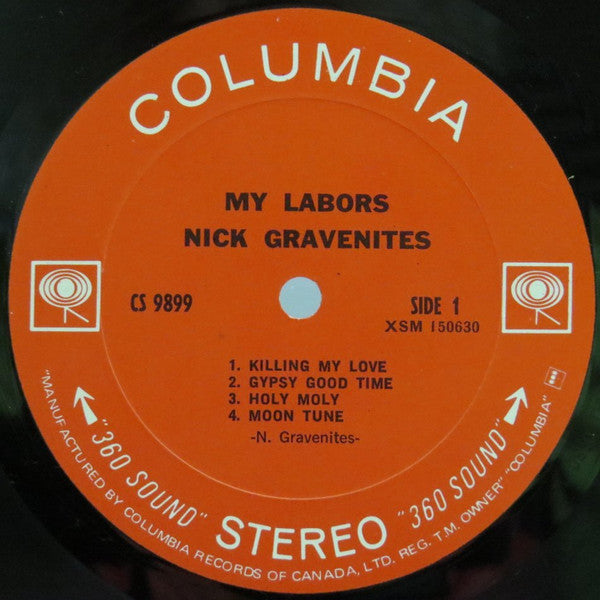 COLUMBIA
MY LABORS
NICK GRAVENITES
CS 9899
SIDE 1
XSM 150630
1. KILLING MY LOVE
2. GYPSY GOOD TIME
3. HOLY MOLY
4. MOON TUNE
-N. Gravenites-
"360 SOUND" STEREO "360 SOUND"
"MANUFACTURED BY COLUMBIA RECORDS OF CANADA, LTD. REG. T.M. OWNER" "COLUMBIA"